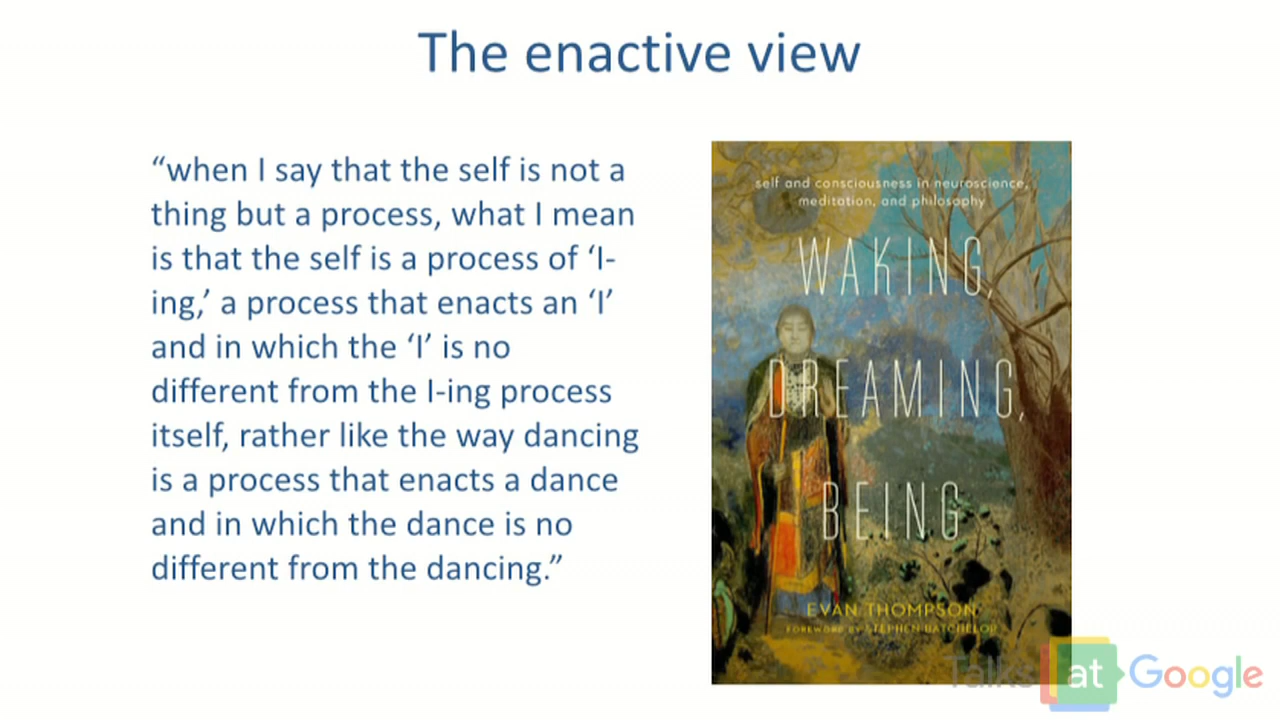 The enactive view
“when I say that the self is not a
thing but a process, what I mean
is that the self is a process of ‘I-
ing,’ a process that enacts an ‘I’
and in which the ‘I’ is no
different from the I-ing process
itself, rather like the way dancing
is a process that enacts a dance
and in which the dance is no
different from the dancing.”
self and consciousness in neuroscience,
meditation, and philosophy
WAKING,
DREAMING,
BEING
EVAN THOMPSON
FOREWORD BY STEPHEN BATCHELOR
Talks at Google